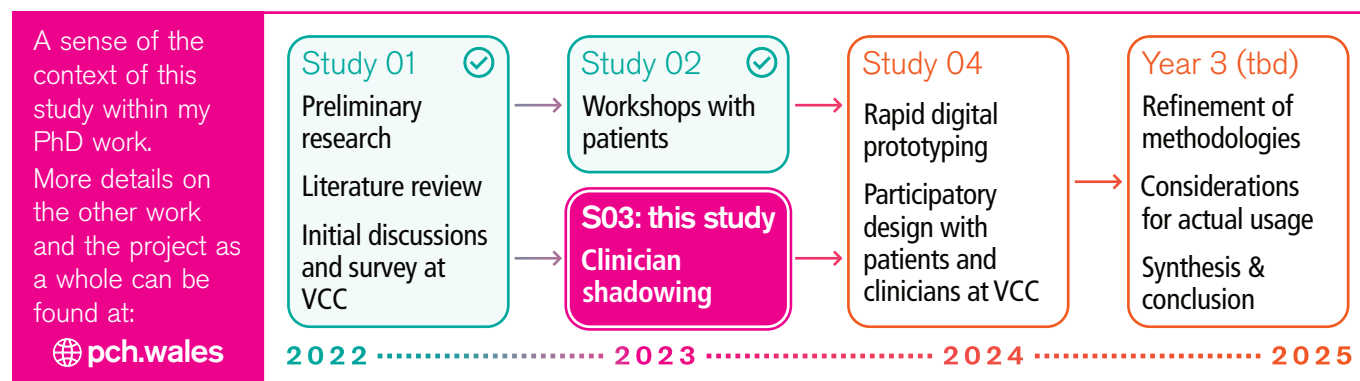 A sense of the
context of this
study within my
PhD work.
More details on
the other work
and the project as
a whole can be
found at:
pch.wales
Study 01
Preliminary
research
Literature review
Initial discussions
and survey at
VCC
Study 02
Workshops with
patients
S03: this study
Clinician
shadowing
Study 04
Rapid digital
prototyping
Participatory
design with
patients and
clinicians at VCC
Year 3 (tbd)
Refinement of
methodologies
Considerations
for actual usage
Synthesis &
conclusion
2022 2023 2024 2025